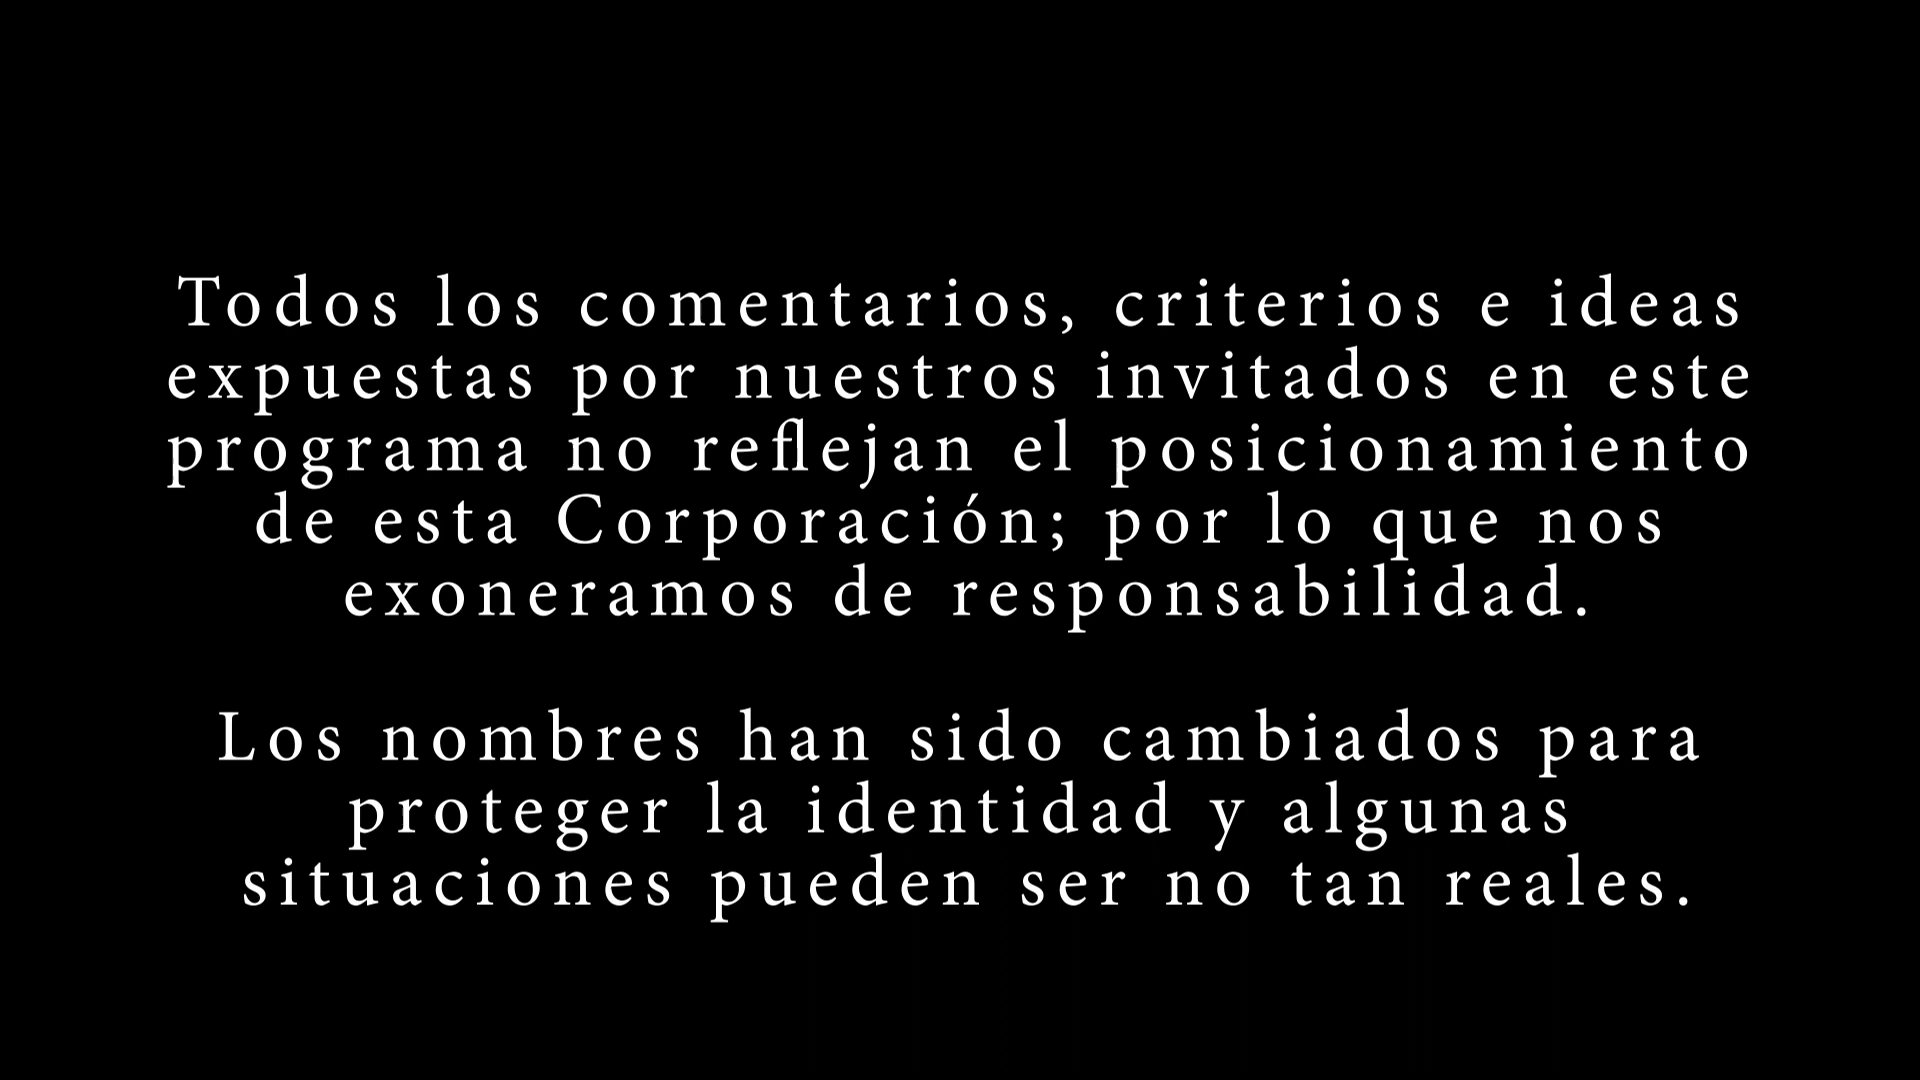 Todos los comentarios, criterios e ideas
expuestas por nuestros invitados en este
programa no reflejan el posicionamiento
de esta Corporación; por lo que nos
exoneramos de responsabilidad.
Los nombres han sido cambiados para
proteger la identidad y algunas
situaciones pueden ser no tan reales.